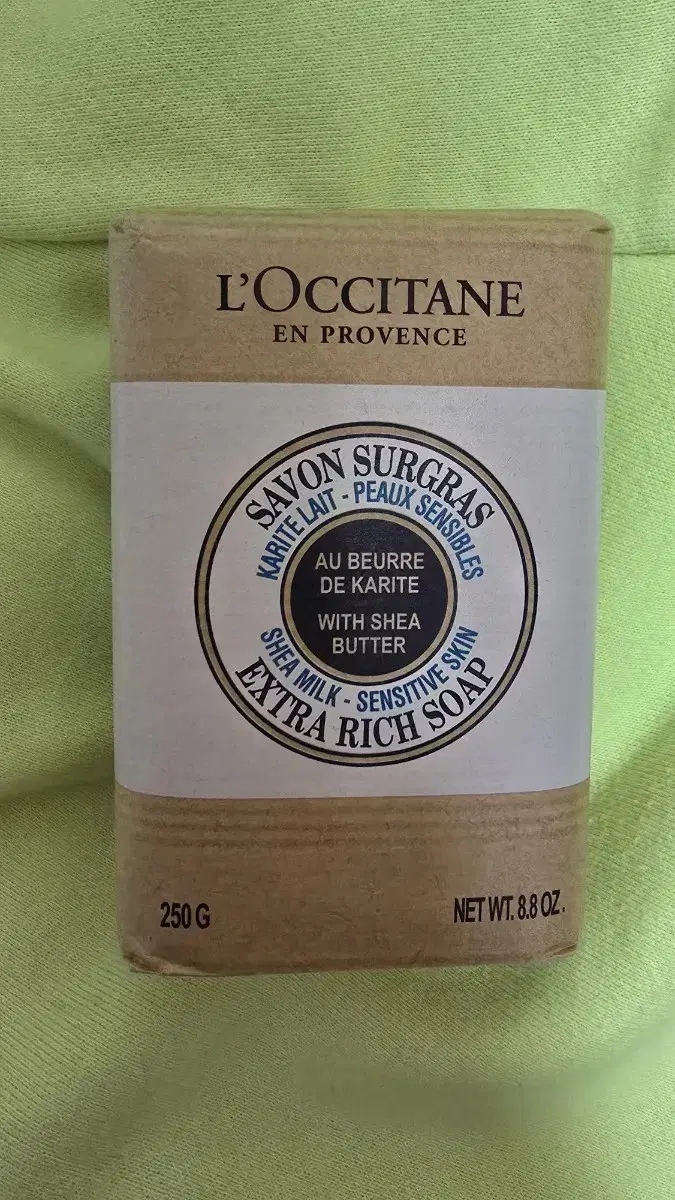 L'OCCITANE
EN PROVENCE
SAVON SURGRAS
KARITE LAIT - PEAUX SENSIBLES
AU BEURRE
DE KARITE
WITH SHEA
BUTTER
SHEA MILK - SENSITIVE SKIN
EXTRA RICH SOAP
250 G
NET WT. 8.8 OZ.